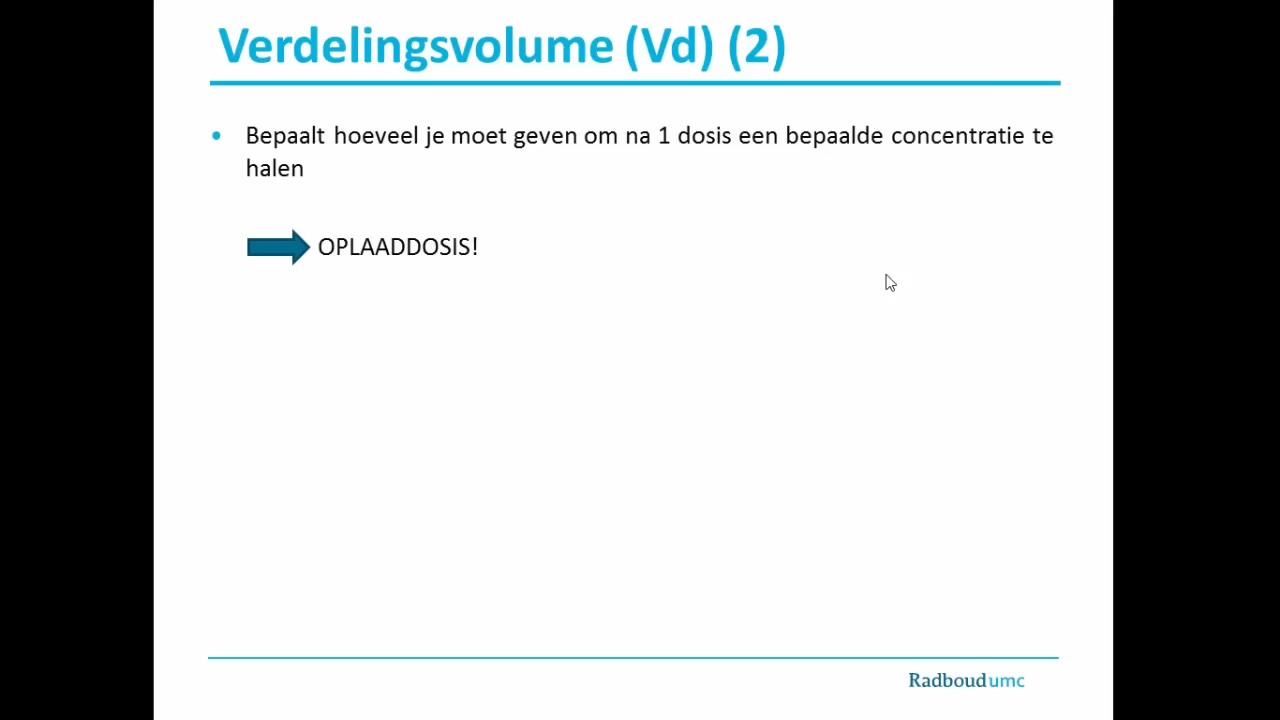 Verdelingsvolume (Vd) (2)
• Bepaalt hoeveel je moet geven om na 1 dosis een bepaalde concentratie te
halen
OPLAADDOSIS!
Radboudumc